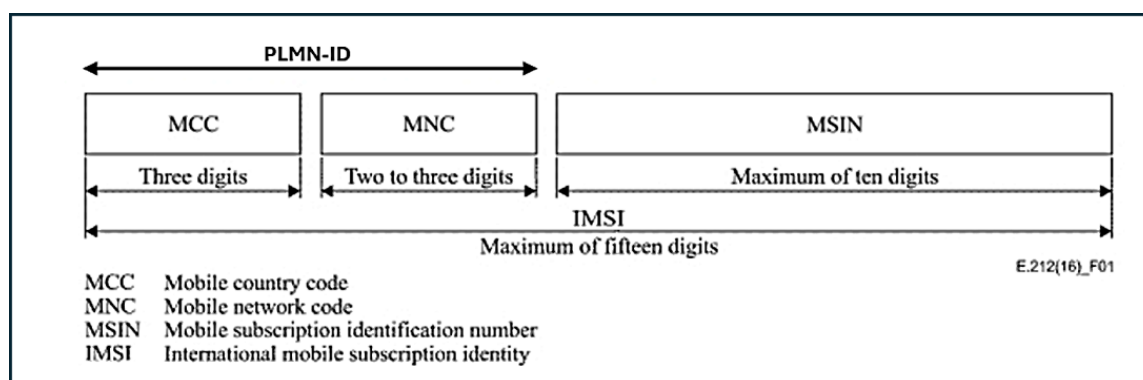 PLMN-ID
MCC MNC MSIN
Three digits Two to three digits Maximum of ten digits
IMSI
Maximum of fifteen digits
E.212(16)_F01
MCC Mobile country code
MNC Mobile network code
MSIN Mobile subscription identification number
IMSI International mobile subscription identity